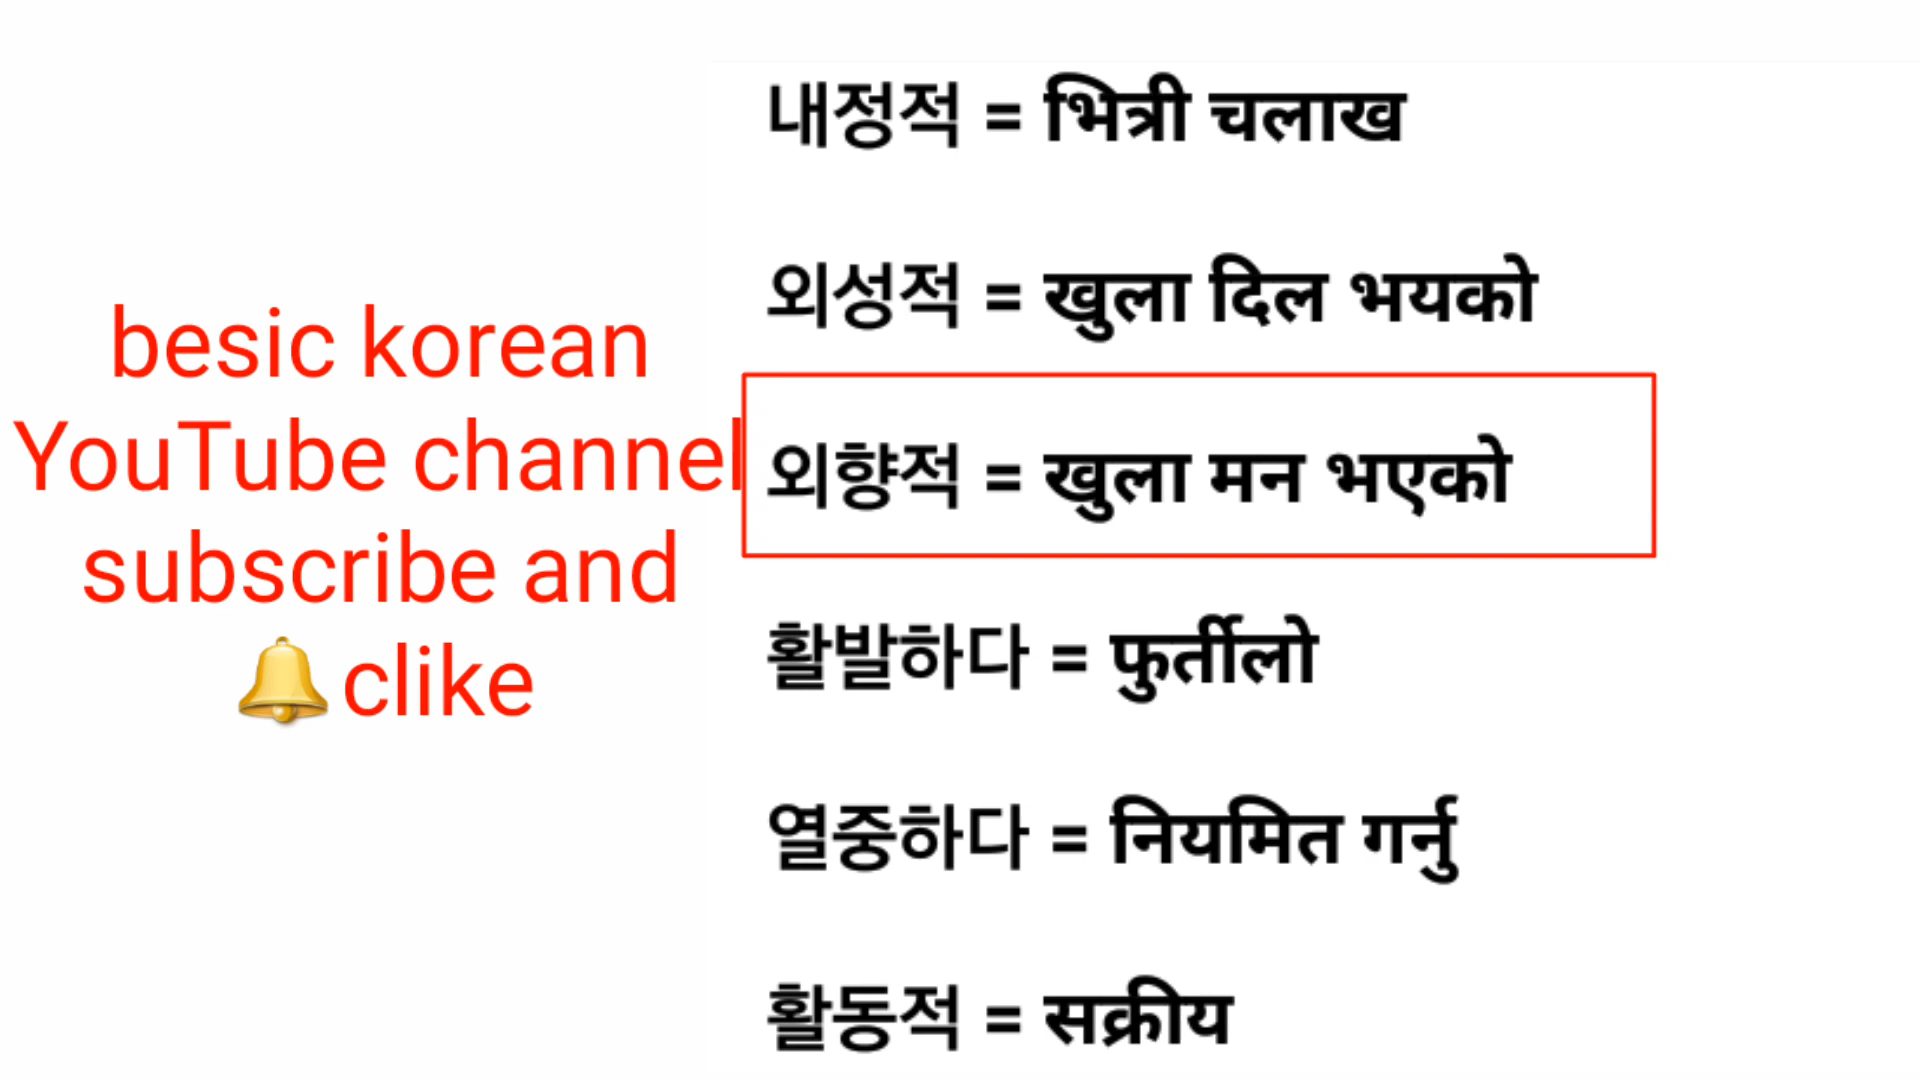 besic korean
YouTube channel
subscribe and
🔔clike
내정적 = भित्री चलाख
외성적 = खुला दिल भयको
외향적 = खुला मन भएको
활발하다 = फुर्तीलो
열중하다 = नियमित गर्नु
활동적 = सक्रीय